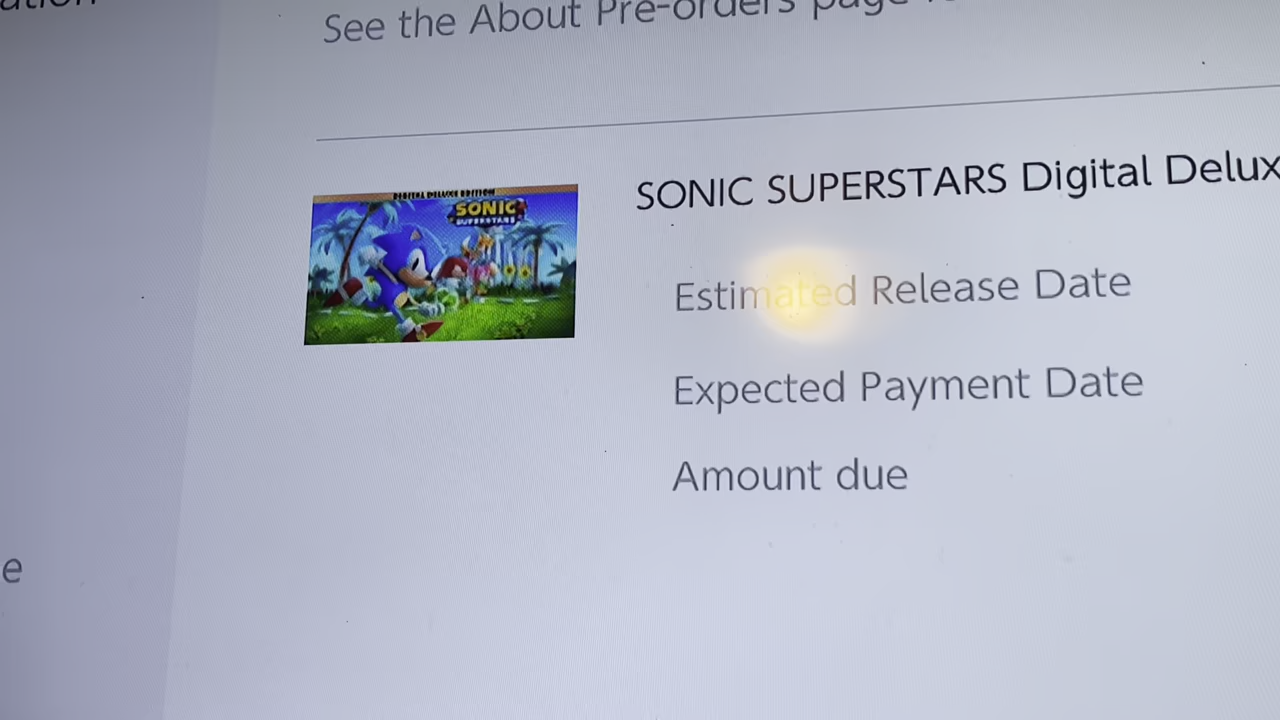 See the About Pre-orders page
DIGITAL DELUXE EDITION
SONIC
SUPERSTARS
SONIC SUPERSTARS Digital Delux
Estimated Release Date
Expected Payment Date
Amount due
e